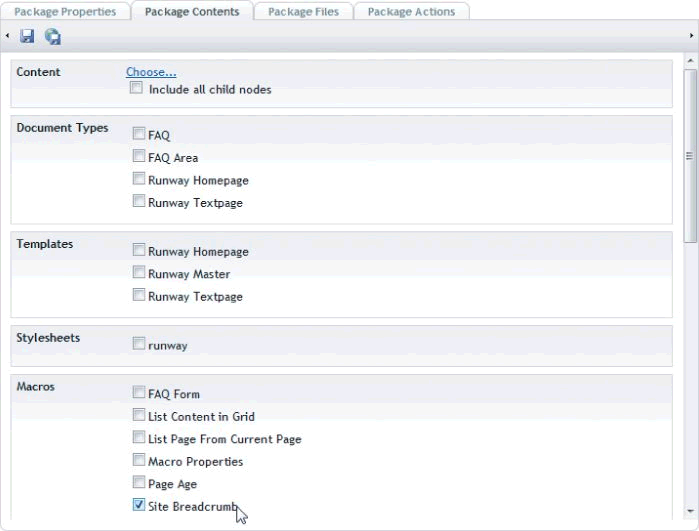 Package Properties Package Contents Package Files Package Actions
Content Choose...
Include all child nodes
Document Types FAQ
FAQ Area
Runway Homepage
Runway Textpage
Templates Runway Homepage
Runway Master
Runway Textpage
Stylesheets runway
Macros FAQ Form
List Content in Grid
List Page From Current Page
Macro Properties
Page Age
Site Breadcrumb